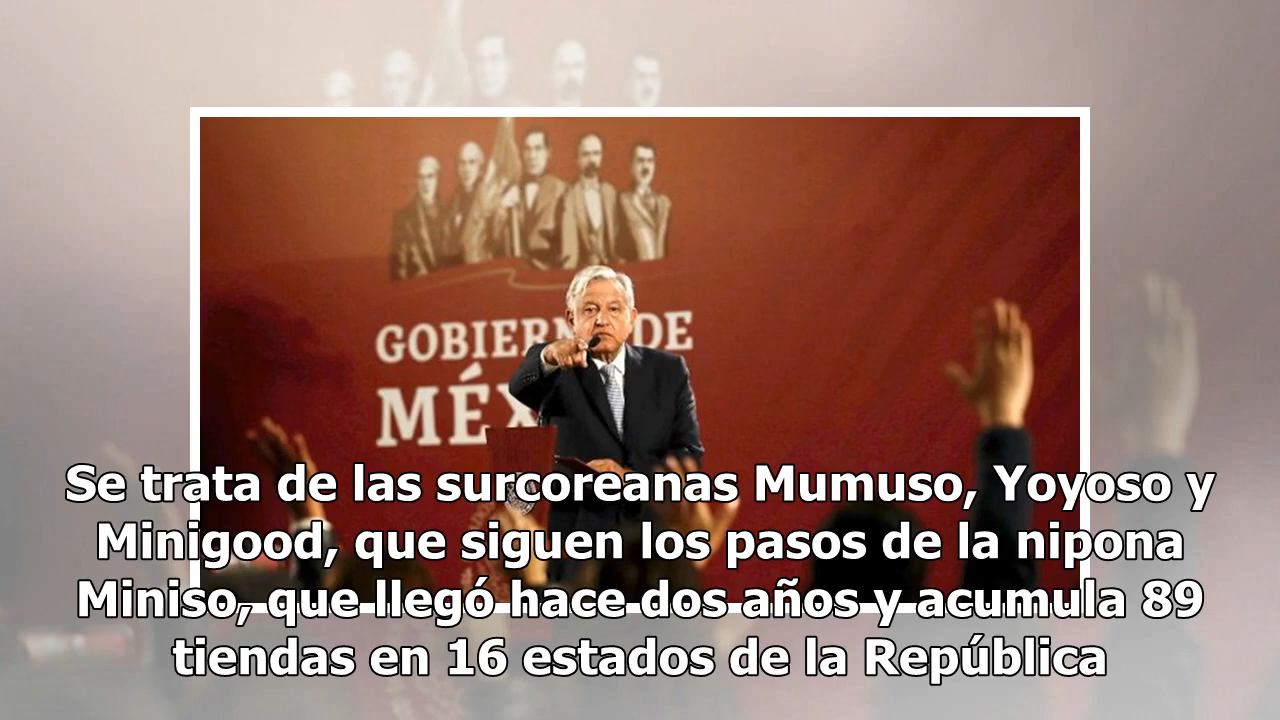 GOBIERNO DE
MÉX
Se trata de las surcoreanas Mumuso, Yoyoso y
Minigood, que siguen los pasos de la nipona
Miniso, que llegó hace dos años y acumula 89
tiendas en 16 estados de la República